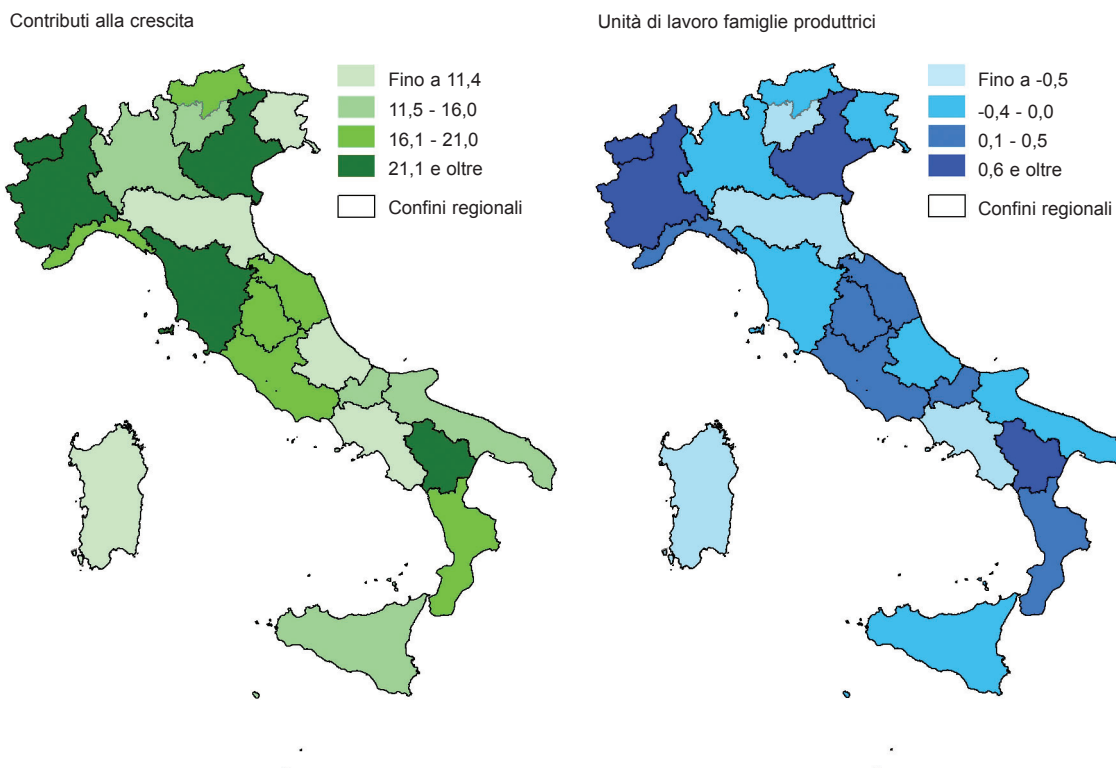 Contributi alla crescita
Fino a 11,4
11,5 - 16,0
16,1 - 21,0
21,1 e oltre
Confini regionali
Unità di lavoro famiglie produttrici
Fino a -0,5
-0,4 - 0,0
0,1 - 0,5
0,6 e oltre
Confini regionali